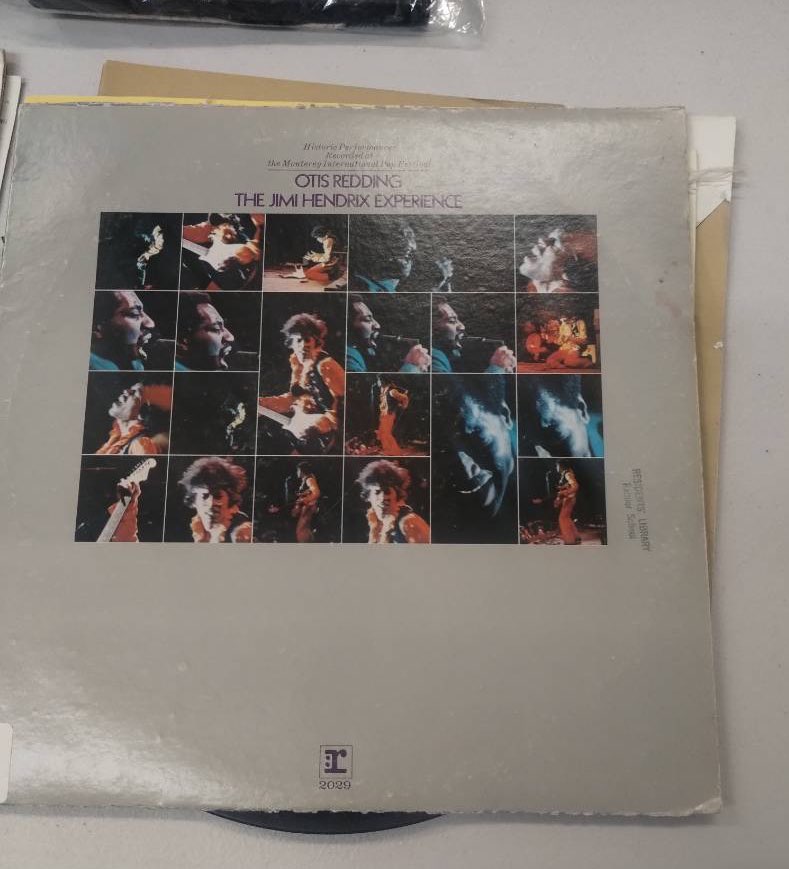 Historic Performances
Recorded at
the Monterey International Pop Festival
OTIS REDDING
THE JIMI HENDRIX EXPERIENCE
RESIDENTS' LIBRARY
r:
2029